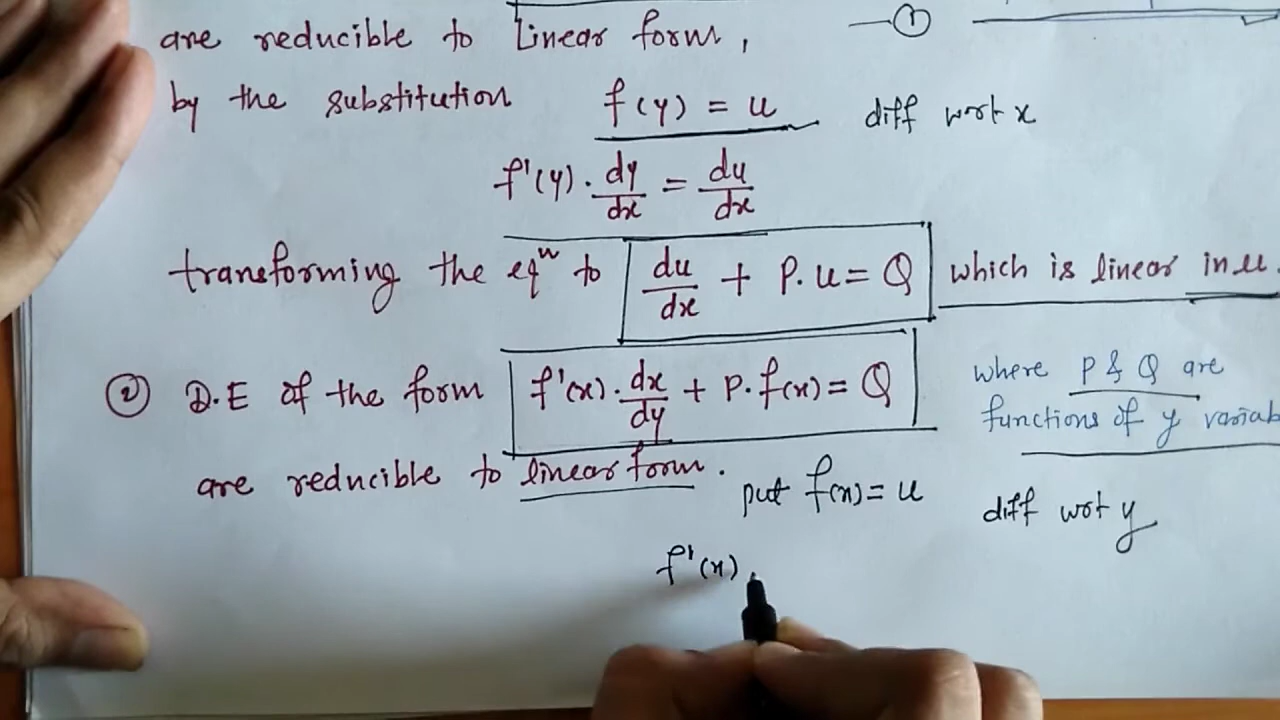 are reducible to linear form, — ①
by the substitution f(y) = u diff wrt x
f'(y) . dy/dx = du/dx
transforming the eqⁿ to du/dx + P.u = Q which is linear in u.
② D.E of the form f'(x) . dx/dy + P. f(x) = Q where P & Q are
functions of y variab
are reducible to linear form. put f(x) = u diff wrt y
f'(x) .